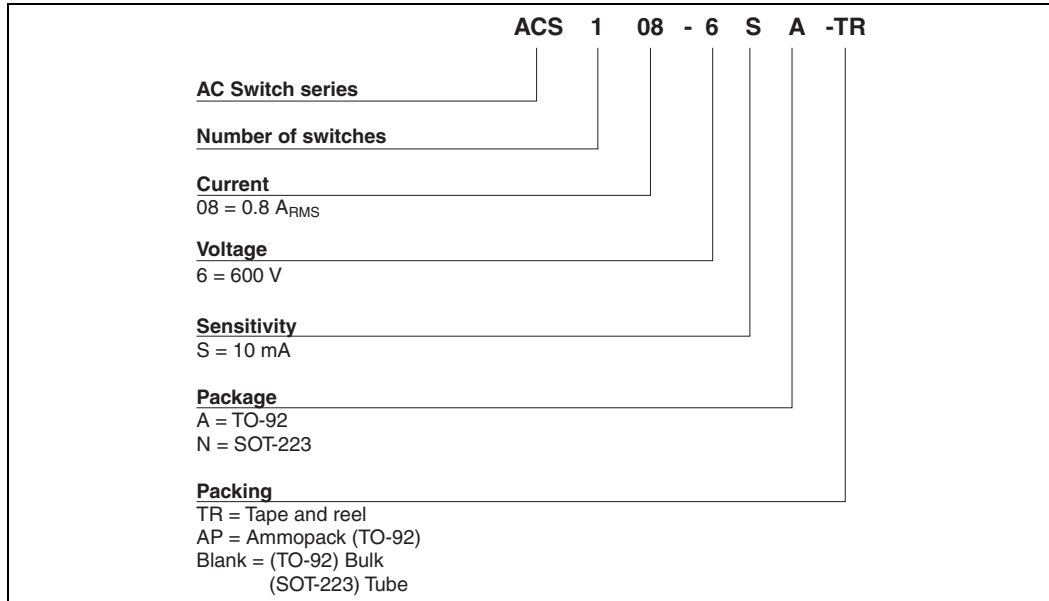 ACS 1 08 - 6 S A -TR
AC Switch series
Number of switches
Current
08 = 0.8 ARMS
Voltage
6 = 600 V
Sensitivity
S = 10 mA
Package
A = TO-92
N = SOT-223
Packing
TR = Tape and reel
AP = Ammopack (TO-92)
Blank = (TO-92) Bulk
(SOT-223) Tube